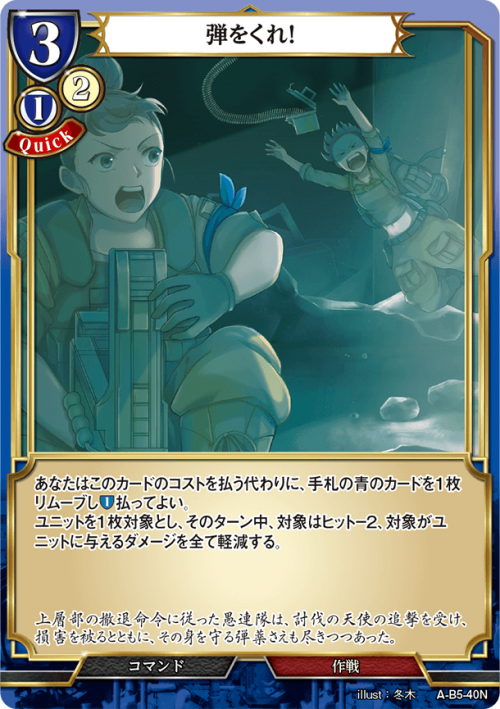 3
弾をくれ!
2
1
Quick
あなたはこのカードのコストを払う代わりに、手札の青のカードを1枚
リムーブし1払ってよい。
ユニットを1枚対象とし、そのターン中、対象はヒット-2、対象がユ
ニットに与えるダメージを全て軽減する。
上層部の撤退命令に従った愚連隊は、討伐の天使の追撃を受け、
損害を被るとともに、その身を守る弾薬さえも尽きつつあった。
コマンド
作戦
illust：冬木
A-B5-40N